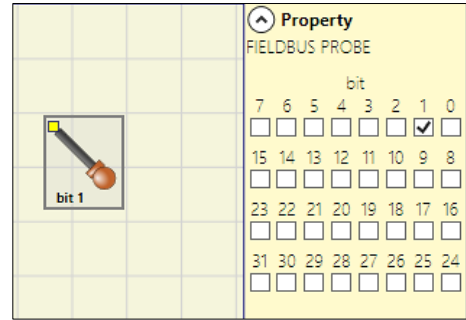 Property
FIELDBUS PROBE
bit
7 6 5 4 3 2 1 0
15 14 13 12 11 10 9 8
23 22 21 20 19 18 17 16
31 30 29 28 27 26 25 24
bit 1